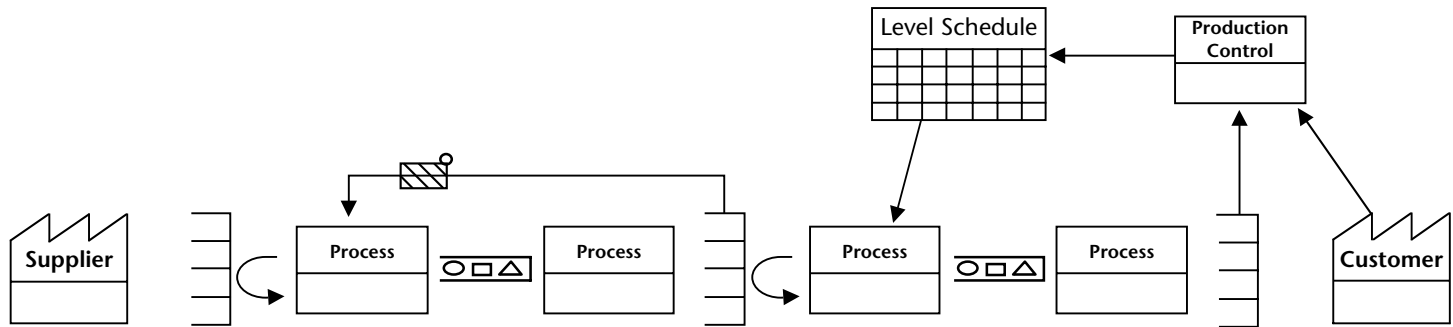 Level Schedule
Production
Control
Supplier
Process
Process
Process
Process
Customer